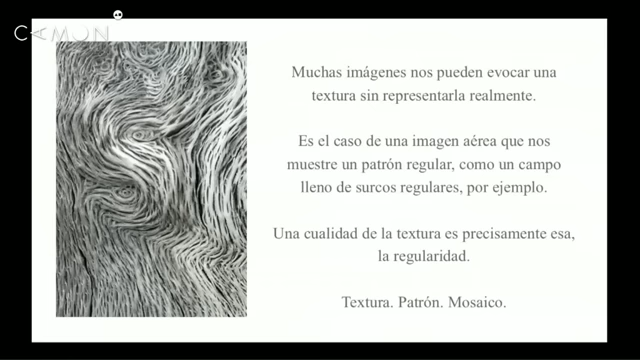 CAMON
Muchas imágenes nos pueden evocar una
textura sin representarla realmente.
Es el caso de una imagen aérea que nos
muestre un patrón regular, como un campo
lleno de surcos regulares, por ejemplo.
Una cualidad de la textura es precisamente esa,
la regularidad.
Textura. Patrón. Mosaico.